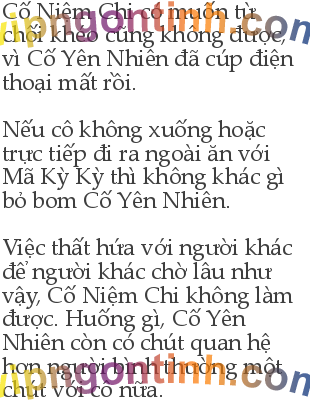 Cố Niệm Chi có muốn từ
chối khéo cũng không được,
vì Cố Yên Nhiên đã cúp điện
thoại mất rồi.
Nếu cô không xuống hoặc
trực tiếp đi ra ngoài ăn với
Mã Kỳ Kỳ thì không khác gì
bỏ bom Cố Yên Nhiên.
Việc thất hứa với người khác
để người khác chờ lâu như
vậy, Cố Niệm Chi không làm
được. Huống gì, Cố Yên
Nhiên còn có chút quan hệ
hơn người bình thường một
chút với cô nữa.
vipngontinh.com
vipngontinh.com